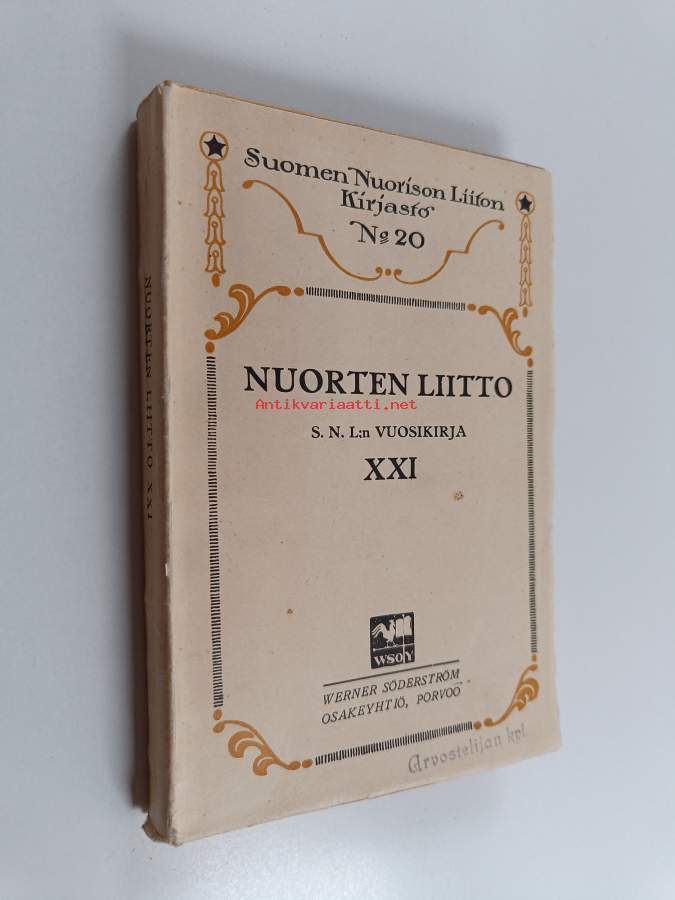 Suomen Nuorison Liiton
Kirjasto
No 20
NUORTEN LIITTO
Antikvariaatti.net
S. N. L:n VUOSIKIRJA
XXI
WSOY
WERNER SÖDERSTRÖM
OSAKEYHTIÖ, PORVOO
Arvostelijan kpl.
NUORTEN LIITTO XXI